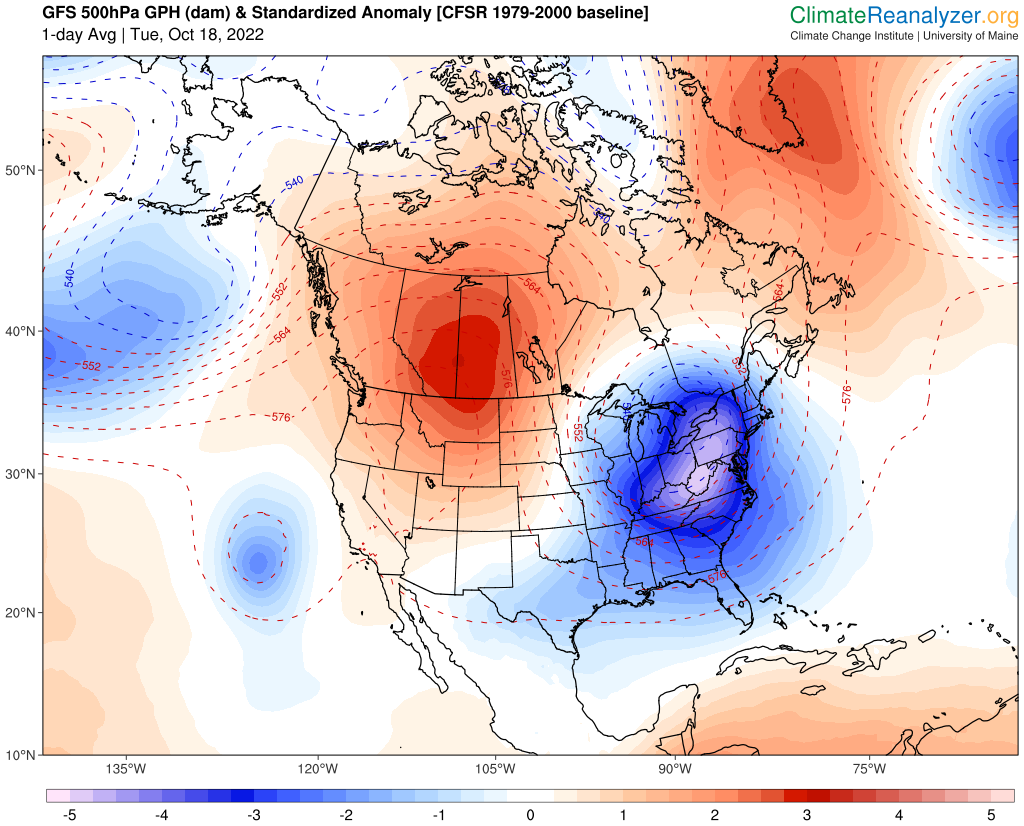 GFS 500hPa GPH (dam) & Standardized Anomaly [CFSR 1979-2000 baseline]
1-day Avg | Tue, Oct 18, 2022
ClimateReanalyzer.org
Climate Change Institute | University of Maine
50°N
40°N
30°N
20°N
10°N
540
540
540
552
564
552
576
564
576
552
564
552
576
564
576
135°W
120°W
105°W
90°W
75°W
-5
-4
-3
-2
-1
0
1
2
3
4
5